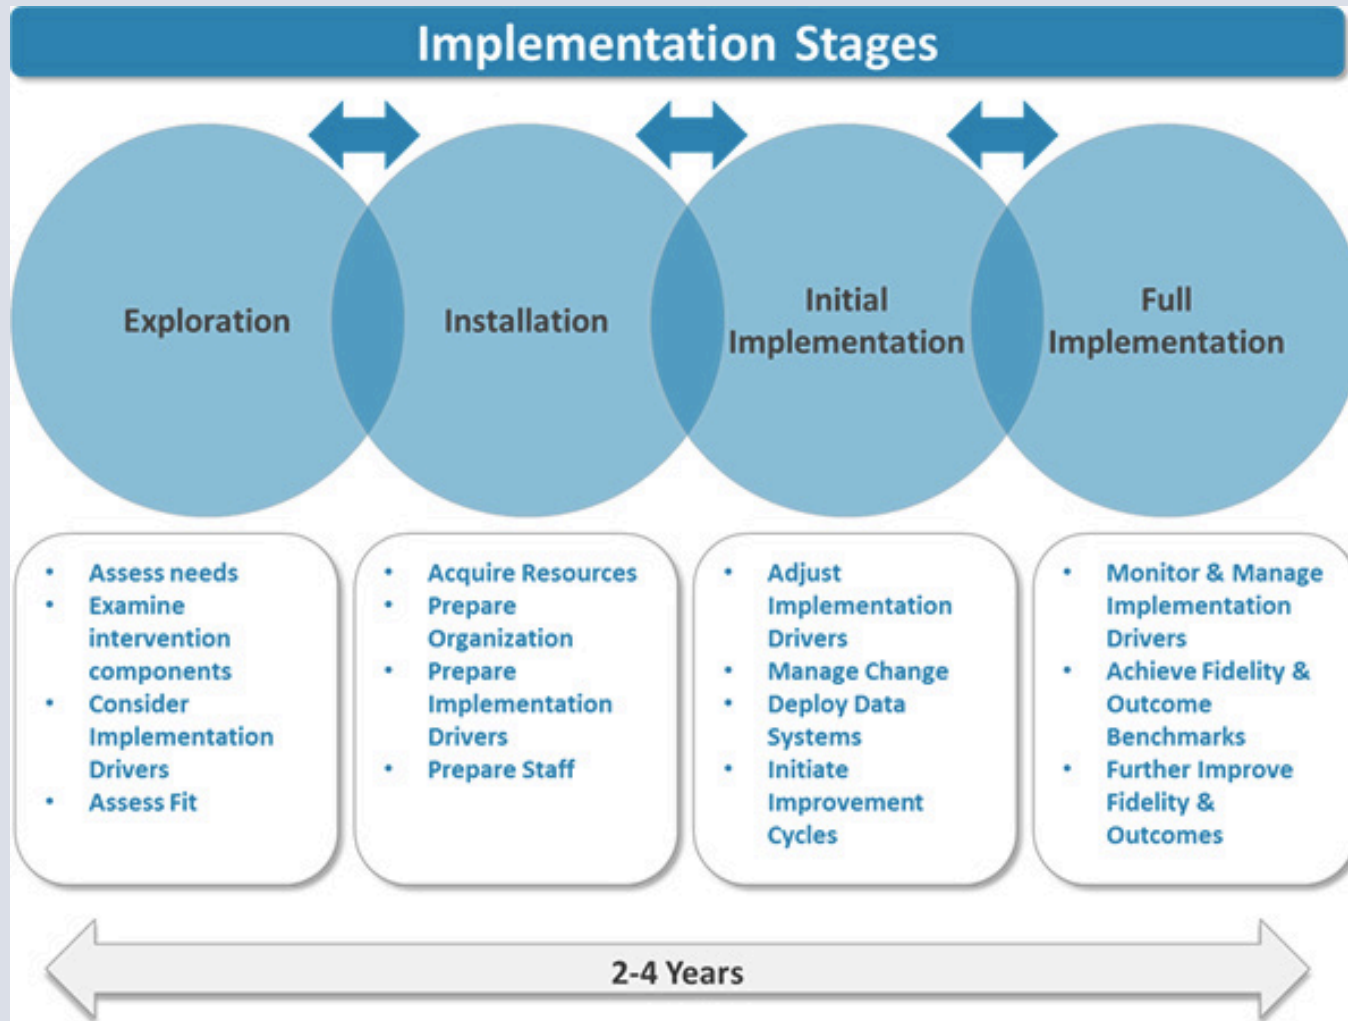 Implementation Stages
Exploration
Installation
Initial
Implementation
Full
Implementation
• Assess needs
• Examine
intervention
components
• Consider
Implementation
Drivers
• Assess Fit
• Acquire Resources
• Prepare
Organization
• Prepare
Implementation
Drivers
• Prepare Staff
• Adjust
Implementation
Drivers
• Manage Change
• Deploy Data
Systems
• Initiate
Improvement
Cycles
• Monitor & Manage
Implementation
Drivers
• Achieve Fidelity &
Outcome
Benchmarks
• Further Improve
Fidelity &
Outcomes
2-4 Years